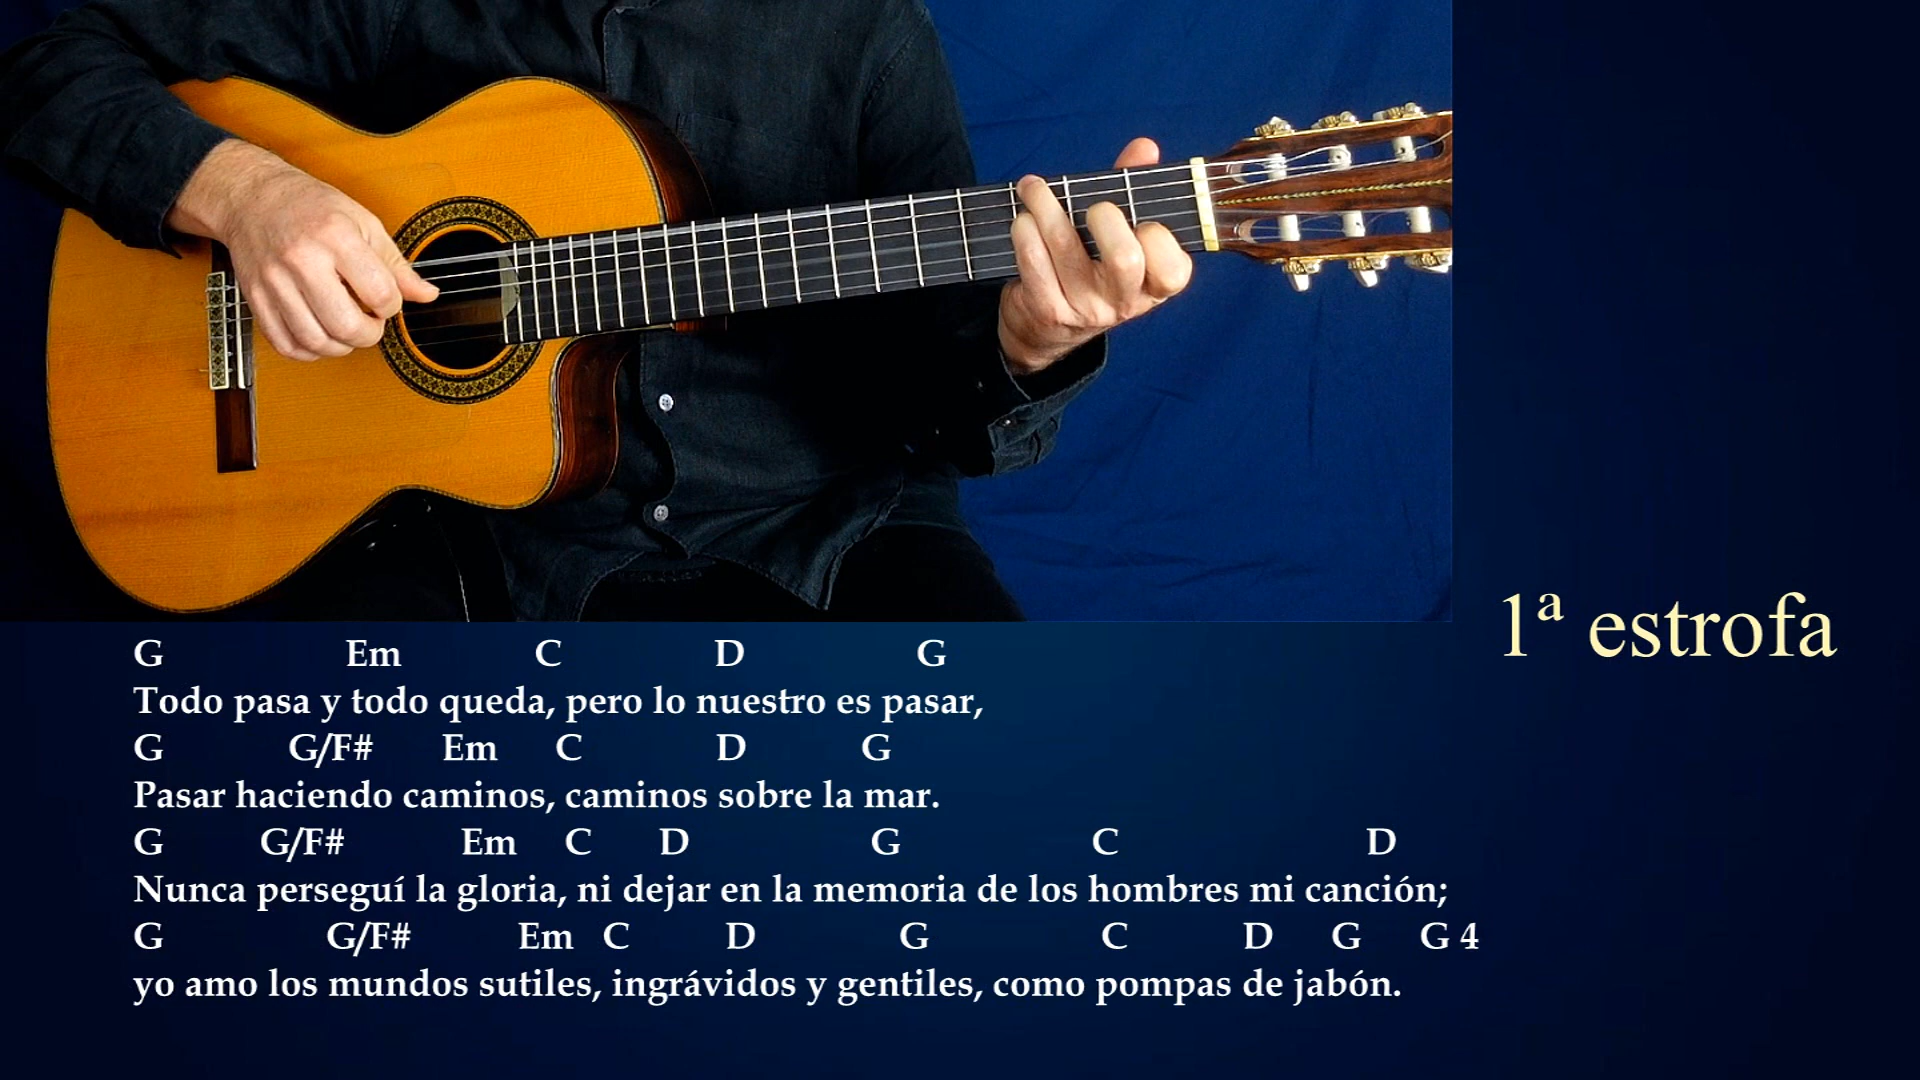 G Em C D G
Todo pasa y todo queda, pero lo nuestro es pasar,
G G/F# Em C D G
Pasar haciendo caminos, caminos sobre la mar.
G G/F# Em C D G C D
Nunca perseguí la gloria, ni dejar en la memoria de los hombres mi canción;
G G/F# Em C D G C D G G 4
yo amo los mundos sutiles, ingrávidos y gentiles, como pompas de jabón.
1ª estrofa